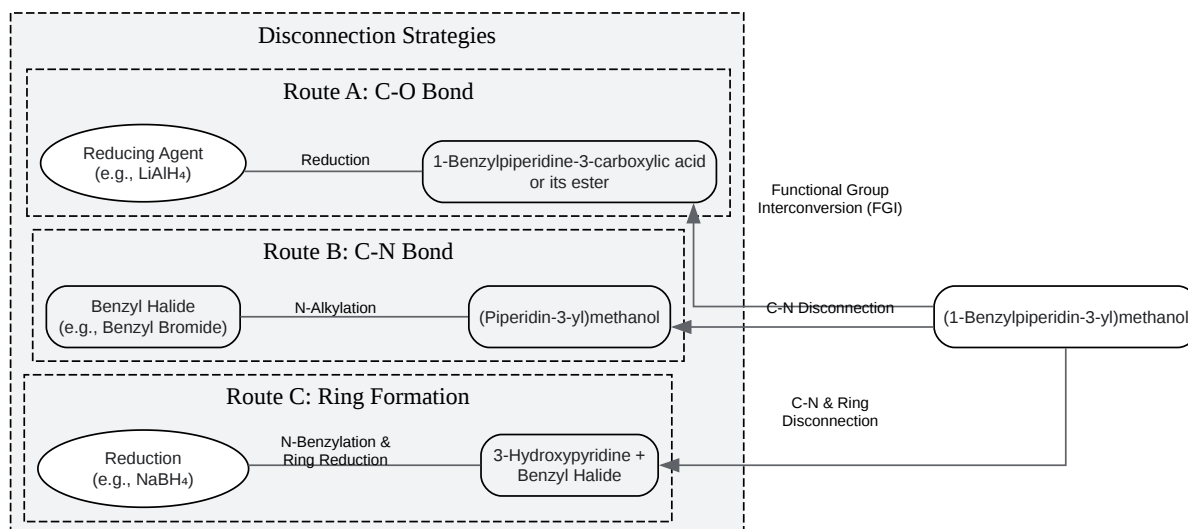 Disconnection Strategies
Route A: C-O Bond
Reducing Agent
(e.g., LiAlH₄)
Reduction
1-Benzylpiperidine-3-carboxylic acid
or its ester
Functional Group
Interconversion (FGI)
Route B: C-N Bond
Benzyl Halide
(e.g., Benzyl Bromide)
N-Alkylation
(Piperidin-3-yl)methanol
C-N Disconnection
(1-Benzylpiperidin-3-yl)methanol
Route C: Ring Formation
Reduction
(e.g., NaBH₄)
N-Benzylation &
Ring Reduction
3-Hydroxypyridine +
Benzyl Halide
C-N & Ring
Disconnection